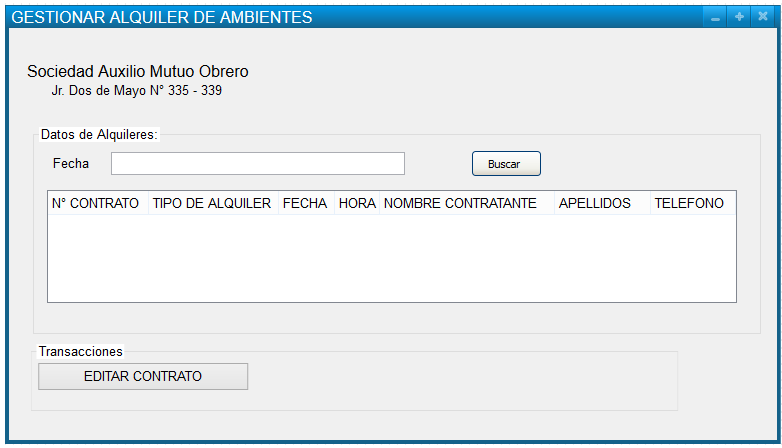 GESTIONAR ALQUILER DE AMBIENTES
Sociedad Auxilio Mutuo Obrero
Jr. Dos de Mayo N° 335 - 339
Datos de Alquileres:
Fecha Buscar
N° CONTRATO TIPO DE ALQUILER FECHA HORA NOMBRE CONTRATANTE APELLIDOS TELEFONO
Transacciones
EDITAR CONTRATO